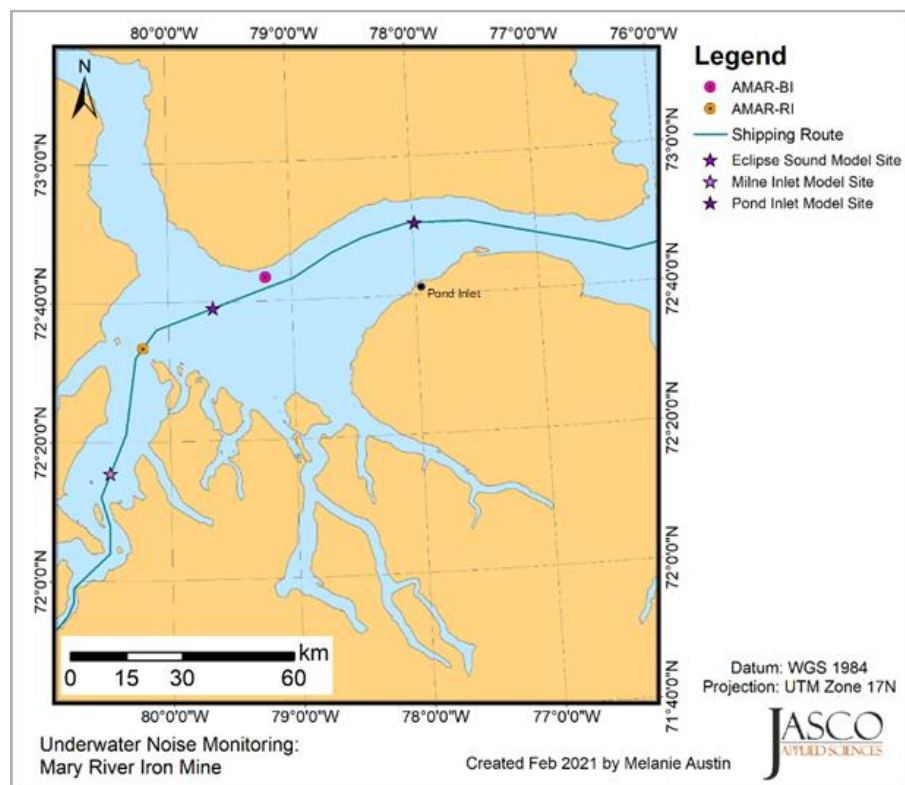 80°0'0"W 79°0'0"W 78°0'0"W 77°0'0"W 76°0'0"W
N
73°0'0"N
72°40'0"N
72°20'0"N
72°0'0"N
73°0'0"N
72°40'0"N
72°20'0"N
72°0'0"N
71°40'0"N
Pond Inlet
km
0 15 30 60
80°0'0"W 79°0'0"W 78°0'0"W 77°0'0"W
Legend
AMAR-BI
AMAR-RI
Shipping Route
Eclipse Sound Model Site
Milne Inlet Model Site
Pond Inlet Model Site
Datum: WGS 1984
Projection: UTM Zone 17N
Underwater Noise Monitoring:
Mary River Iron Mine
Created Feb 2021 by Melanie Austin
JASCO
APPLIED SCIENCES